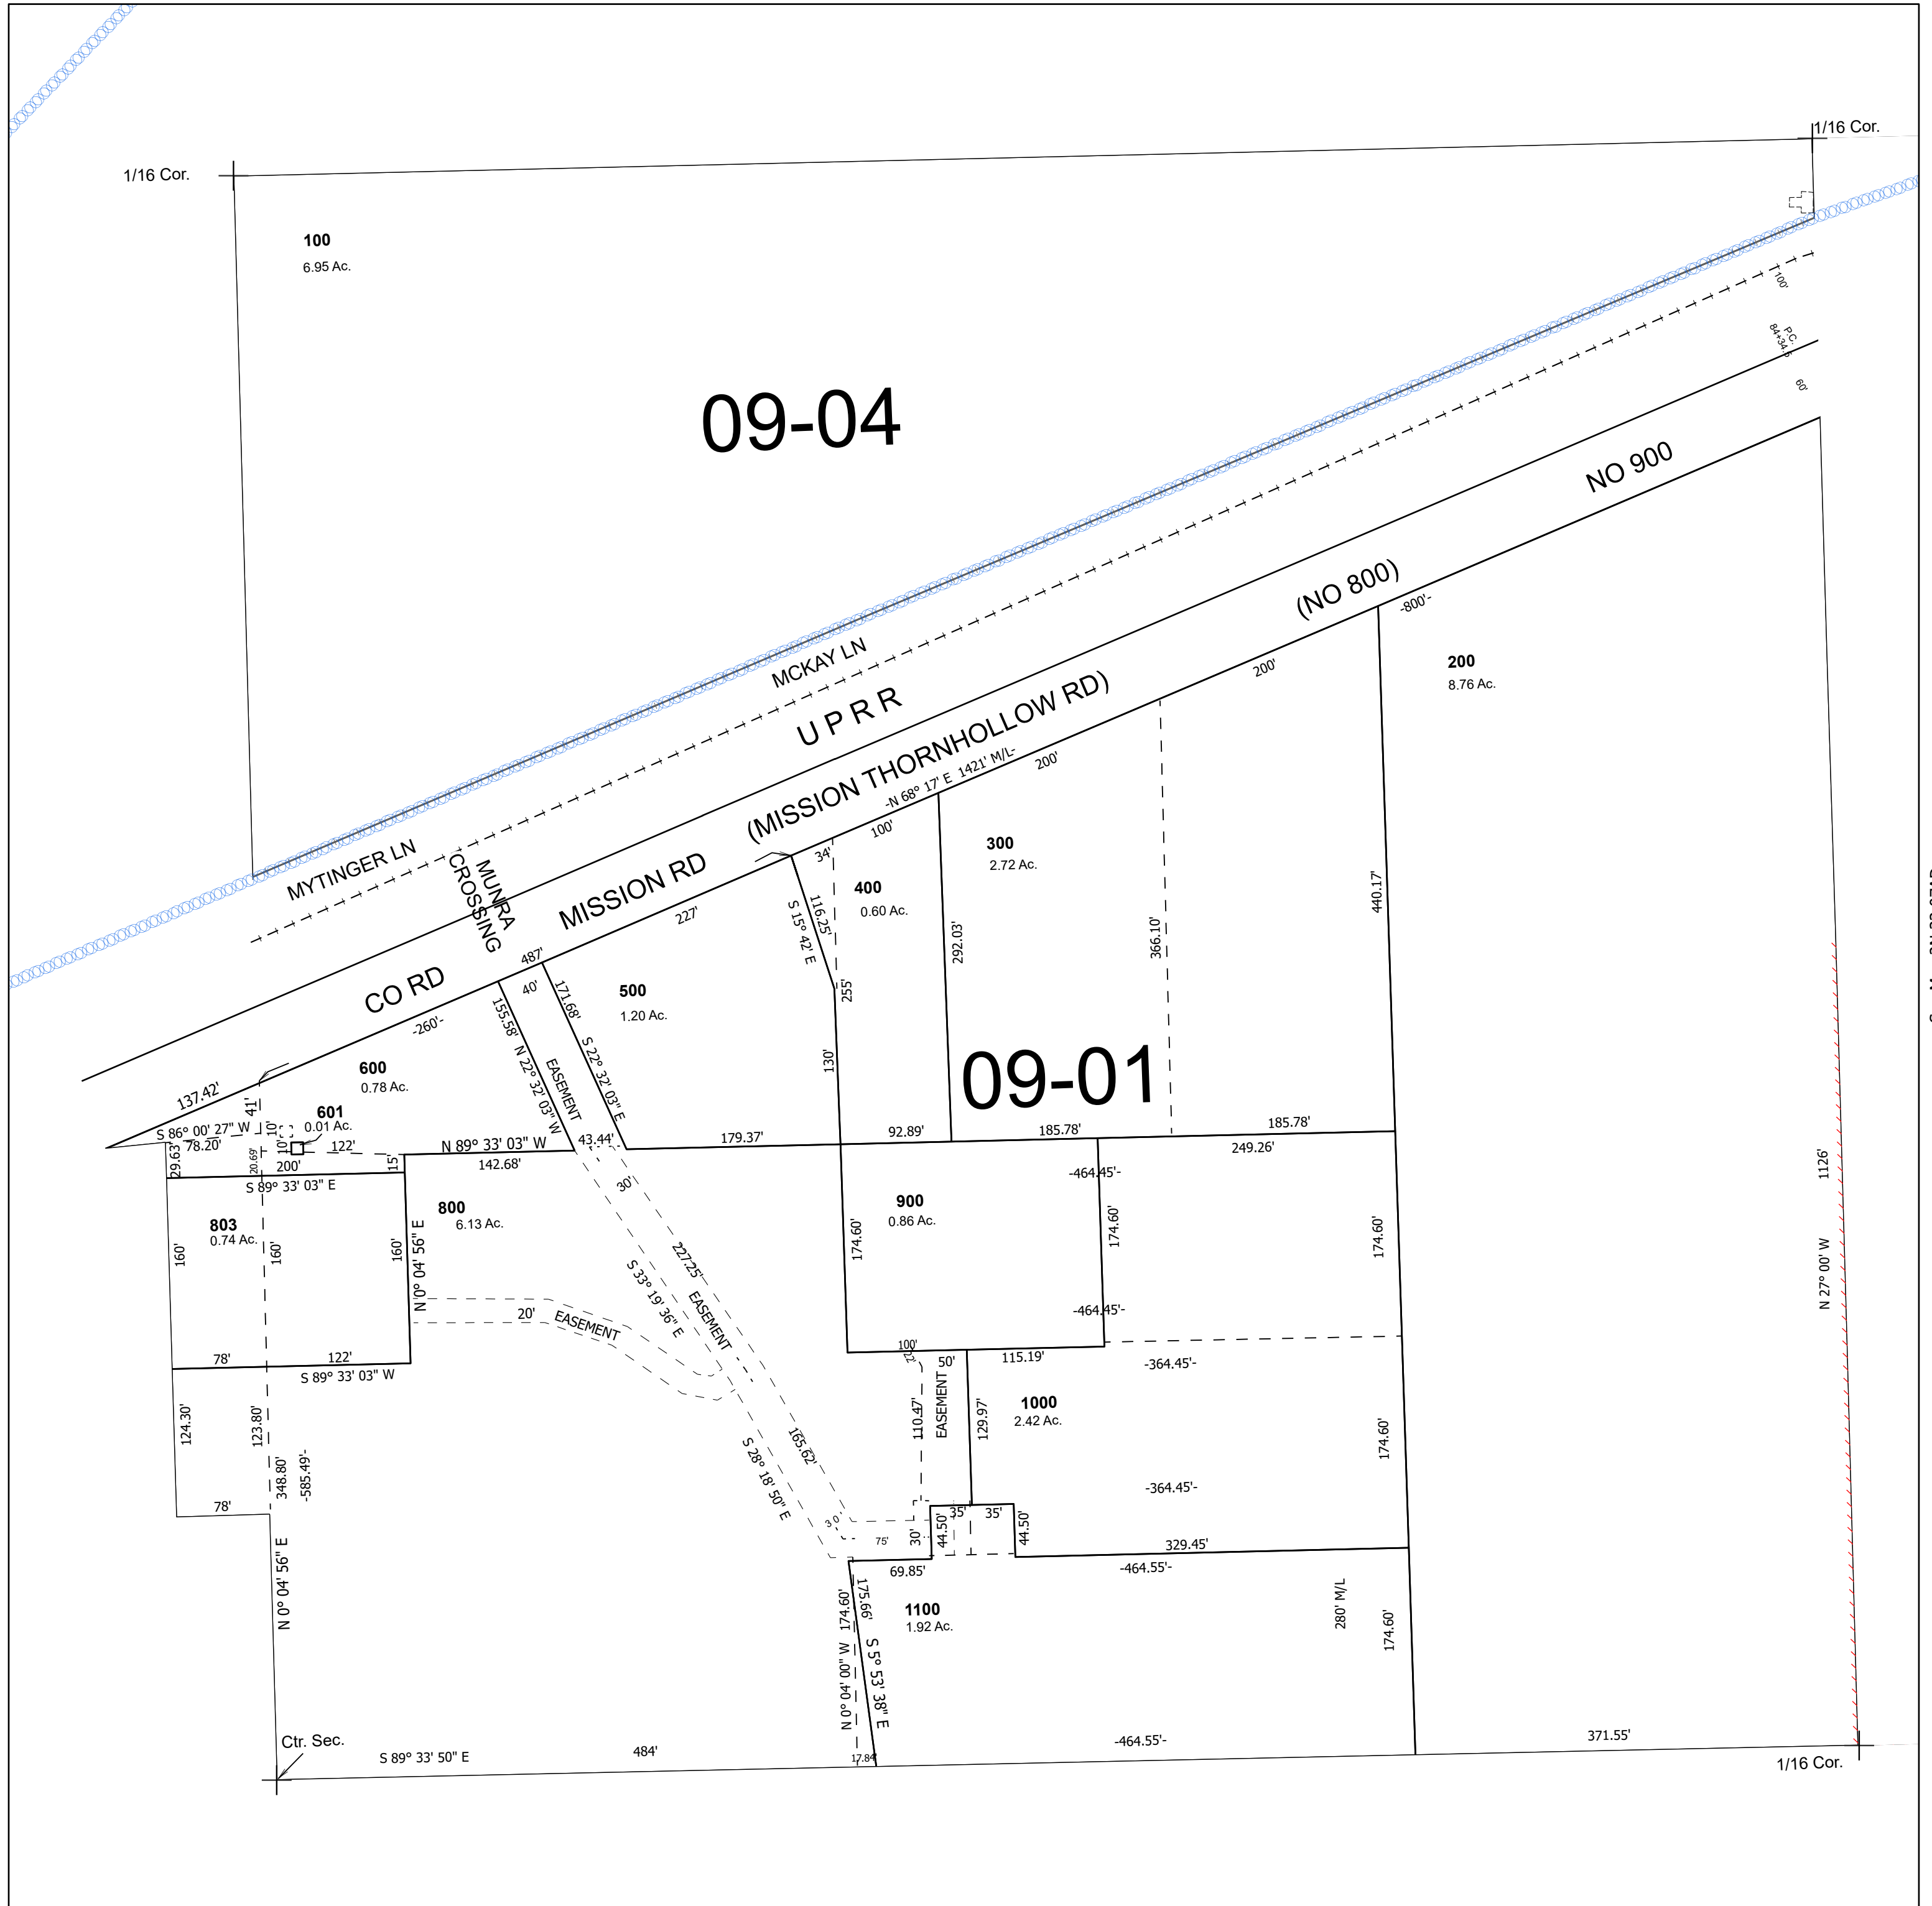 1/16 Cor.
1/16 Cor.
100
6.95 Ac.
100'
P.C.
84+34.5
60'
09-04
NO 900
(NO 800)
-800'-
MCKAY LN
U P R R
(MISSION THORNHOLLOW RD)
200'
200
8.76 Ac.
-N 68° 17' E 1421' M/L-
200'
100'
34'
MYTINGER LN
MUNRA
CROSSING
MISSION RD
227'
487'
40'
CO RD
-260'-
137.42'
300
2.72 Ac.
400
0.60 Ac.
116.25'
S 15° 42' E
255'
130'
292.03'
366.10'
440.17'
500
1.20 Ac.
171.68'
S 22° 32' 03" E
155.58'
N 22° 32' 03" W
EASEMENT
09-01
600
0.78 Ac.
41'
601
0.01 Ac.
S 86° 00' 27" W
78.20'
10'
10'
122'
29.63'
20.69'
200'
15'
S 89° 33' 03" E
N 89° 33' 03" W
142.68'
43.44'
179.37'
92.89'
185.78'
185.78'
249.26'
-464.45'-
30'
1126'
N 27° 00' W
803
0.74 Ac.
160'
160'
160'
N 0° 04' 56" E
800
6.13 Ac.
900
0.86 Ac.
174.60'
174.60'
174.60'
227.25'
S 33° 19' 36" E
EASEMENT
20'
EASEMENT
-464.45'-
78'
122'
S 89° 33' 03" W
100'
22'
50'
115.19'
-364.45'-
1000
2.42 Ac.
110.47'
EASEMENT
129.97'
174.60'
124.30'
123.80'
348.80'
-585.49'-
165.62'
S 28° 18' 50" E
-364.45'-
78'
35'
35'
30'
75'
30'
44.50'
44.50'
329.45'
69.85'
-464.55'-
N 0° 04' 56" E
1100
1.92 Ac.
174.60'
175.66'
N 0° 04' 00" W
S 5° 53' 38" E
280' M/L
174.60'
Ctr. Sec.
S 89° 33' 50" E
484'
17.84'
-464.55'-
371.55'
1/16 Cor.